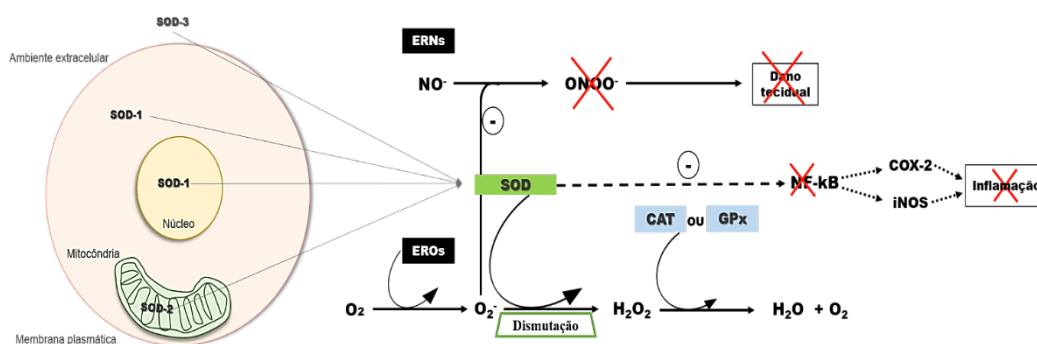 SOD-3
Ambiente extracelular
SOD-1
SOD-1
Núcleo
Mitocôndria
SOD-2
Membrana plasmática
ERNs
NO-
ONOO-
Dano
tecidual
-
-
SOD
NF-kB
COX-2
iNOS
Inflamação
CAT
OU
GPx
EROs
O2
O2-
Dismutação
H2O2
H2O + O2